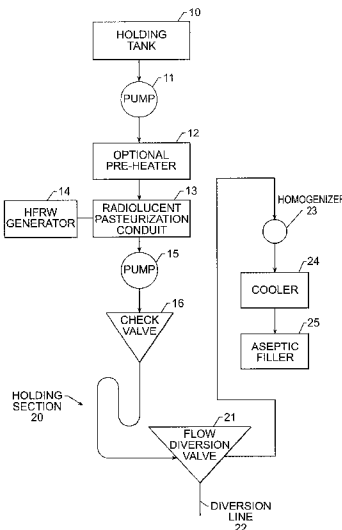 10
HOLDING
TANK
11
PUMP
12
OPTIONAL
PRE-HEATER
14
HFRW
GENERATOR
13
RADIOLUCENT
PASTEURIZATION
CONDUIT
15
PUMP
16
CHECK
VALVE
HOLDING
SECTION
20
21
FLOW
DIVERSION
VALVE
DIVERSION
LINE
22
HOMOGENIZER
23
24
COOLER
25
ASEPTIC
FILLER